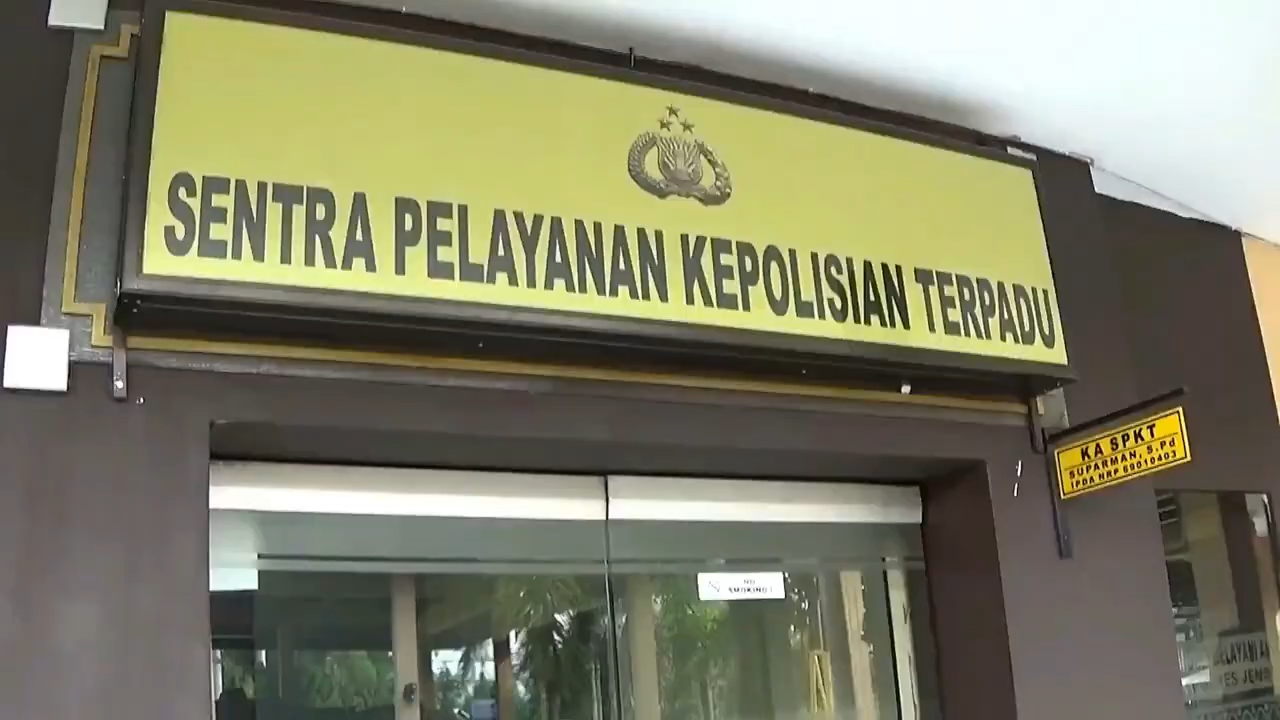 SENTRA PELAYANAN KEPOLISIAN TERPADU
KA SPKT
SUPARMAN, S.Pd
IPDA NRP 69010403
NO
SMOKING!